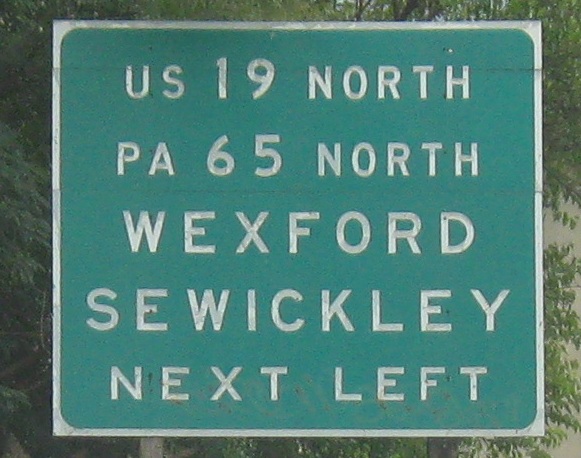 US 19 NORTH
PA 65 NORTH
WEXFORD
SEWICKLEY
NEXT LEFT